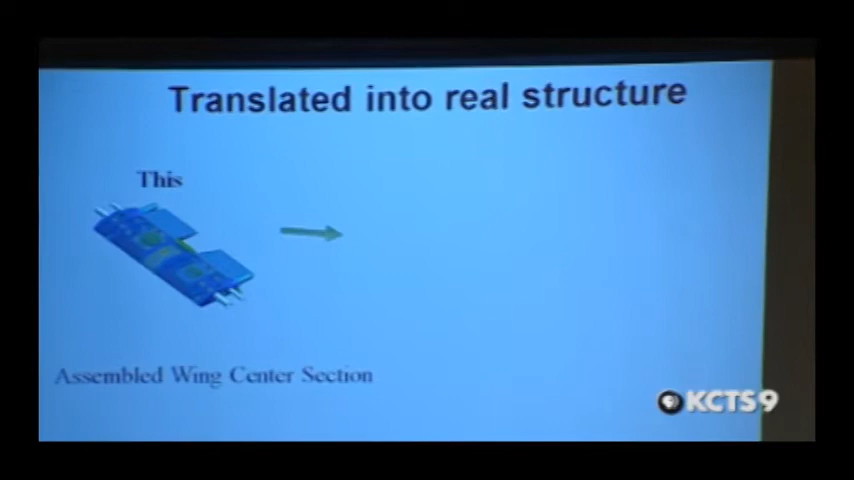 Translated into real structure
This
Assembled Wing Center Section
KCTS9